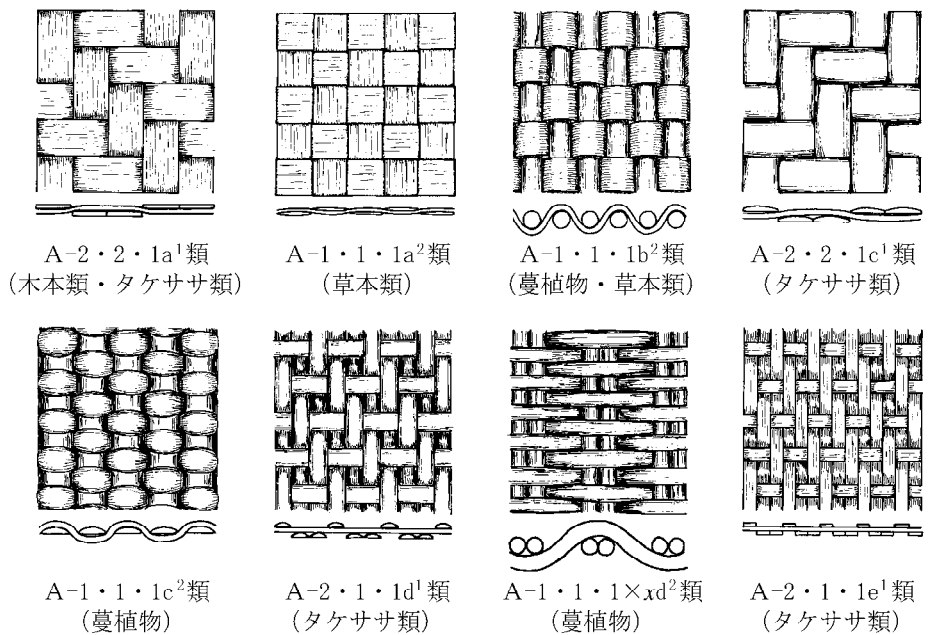 A-2・2・1a¹類
(木本類・タケササ類)
A-1・1・1a²類
(草本類)
A-1・1・1b²類
(蔓植物・草本類)
A-2・2・1c¹類
(タケササ類)
A-1・1・1c²類
(蔓植物)
A-2・1・1d¹類
(タケササ類)
A-1・1・1×xd²類
(蔓植物)
A-2・1・1e¹類
(タケササ類)